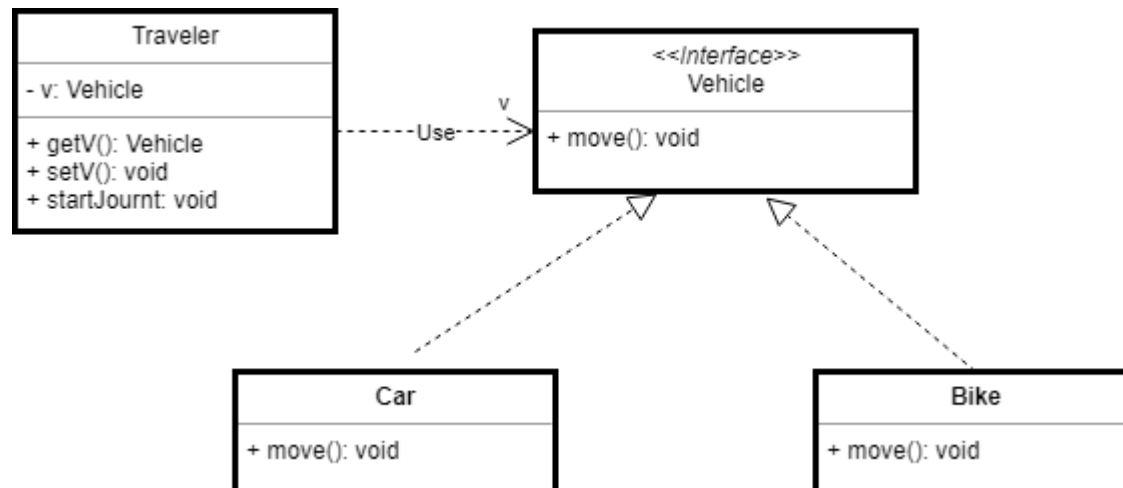 Traveler
- v: Vehicle
+ getV(): Vehicle
+ setV(): void
+ startJournt: void
Use
v
<<Interface>>
Vehicle
+ move(): void
Car
+ move(): void
Bike
+ move(): void